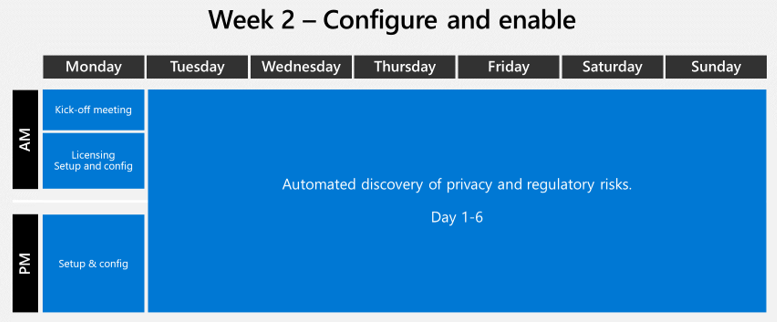 Week 2 – Configure and enable
Monday
Tuesday
Wednesday
Thursday
Friday
Saturday
Sunday
AM
Kick-off meeting
Licensing
Setup and config
Automated discovery of privacy and regulatory risks.
Day 1-6
PM
Setup & config